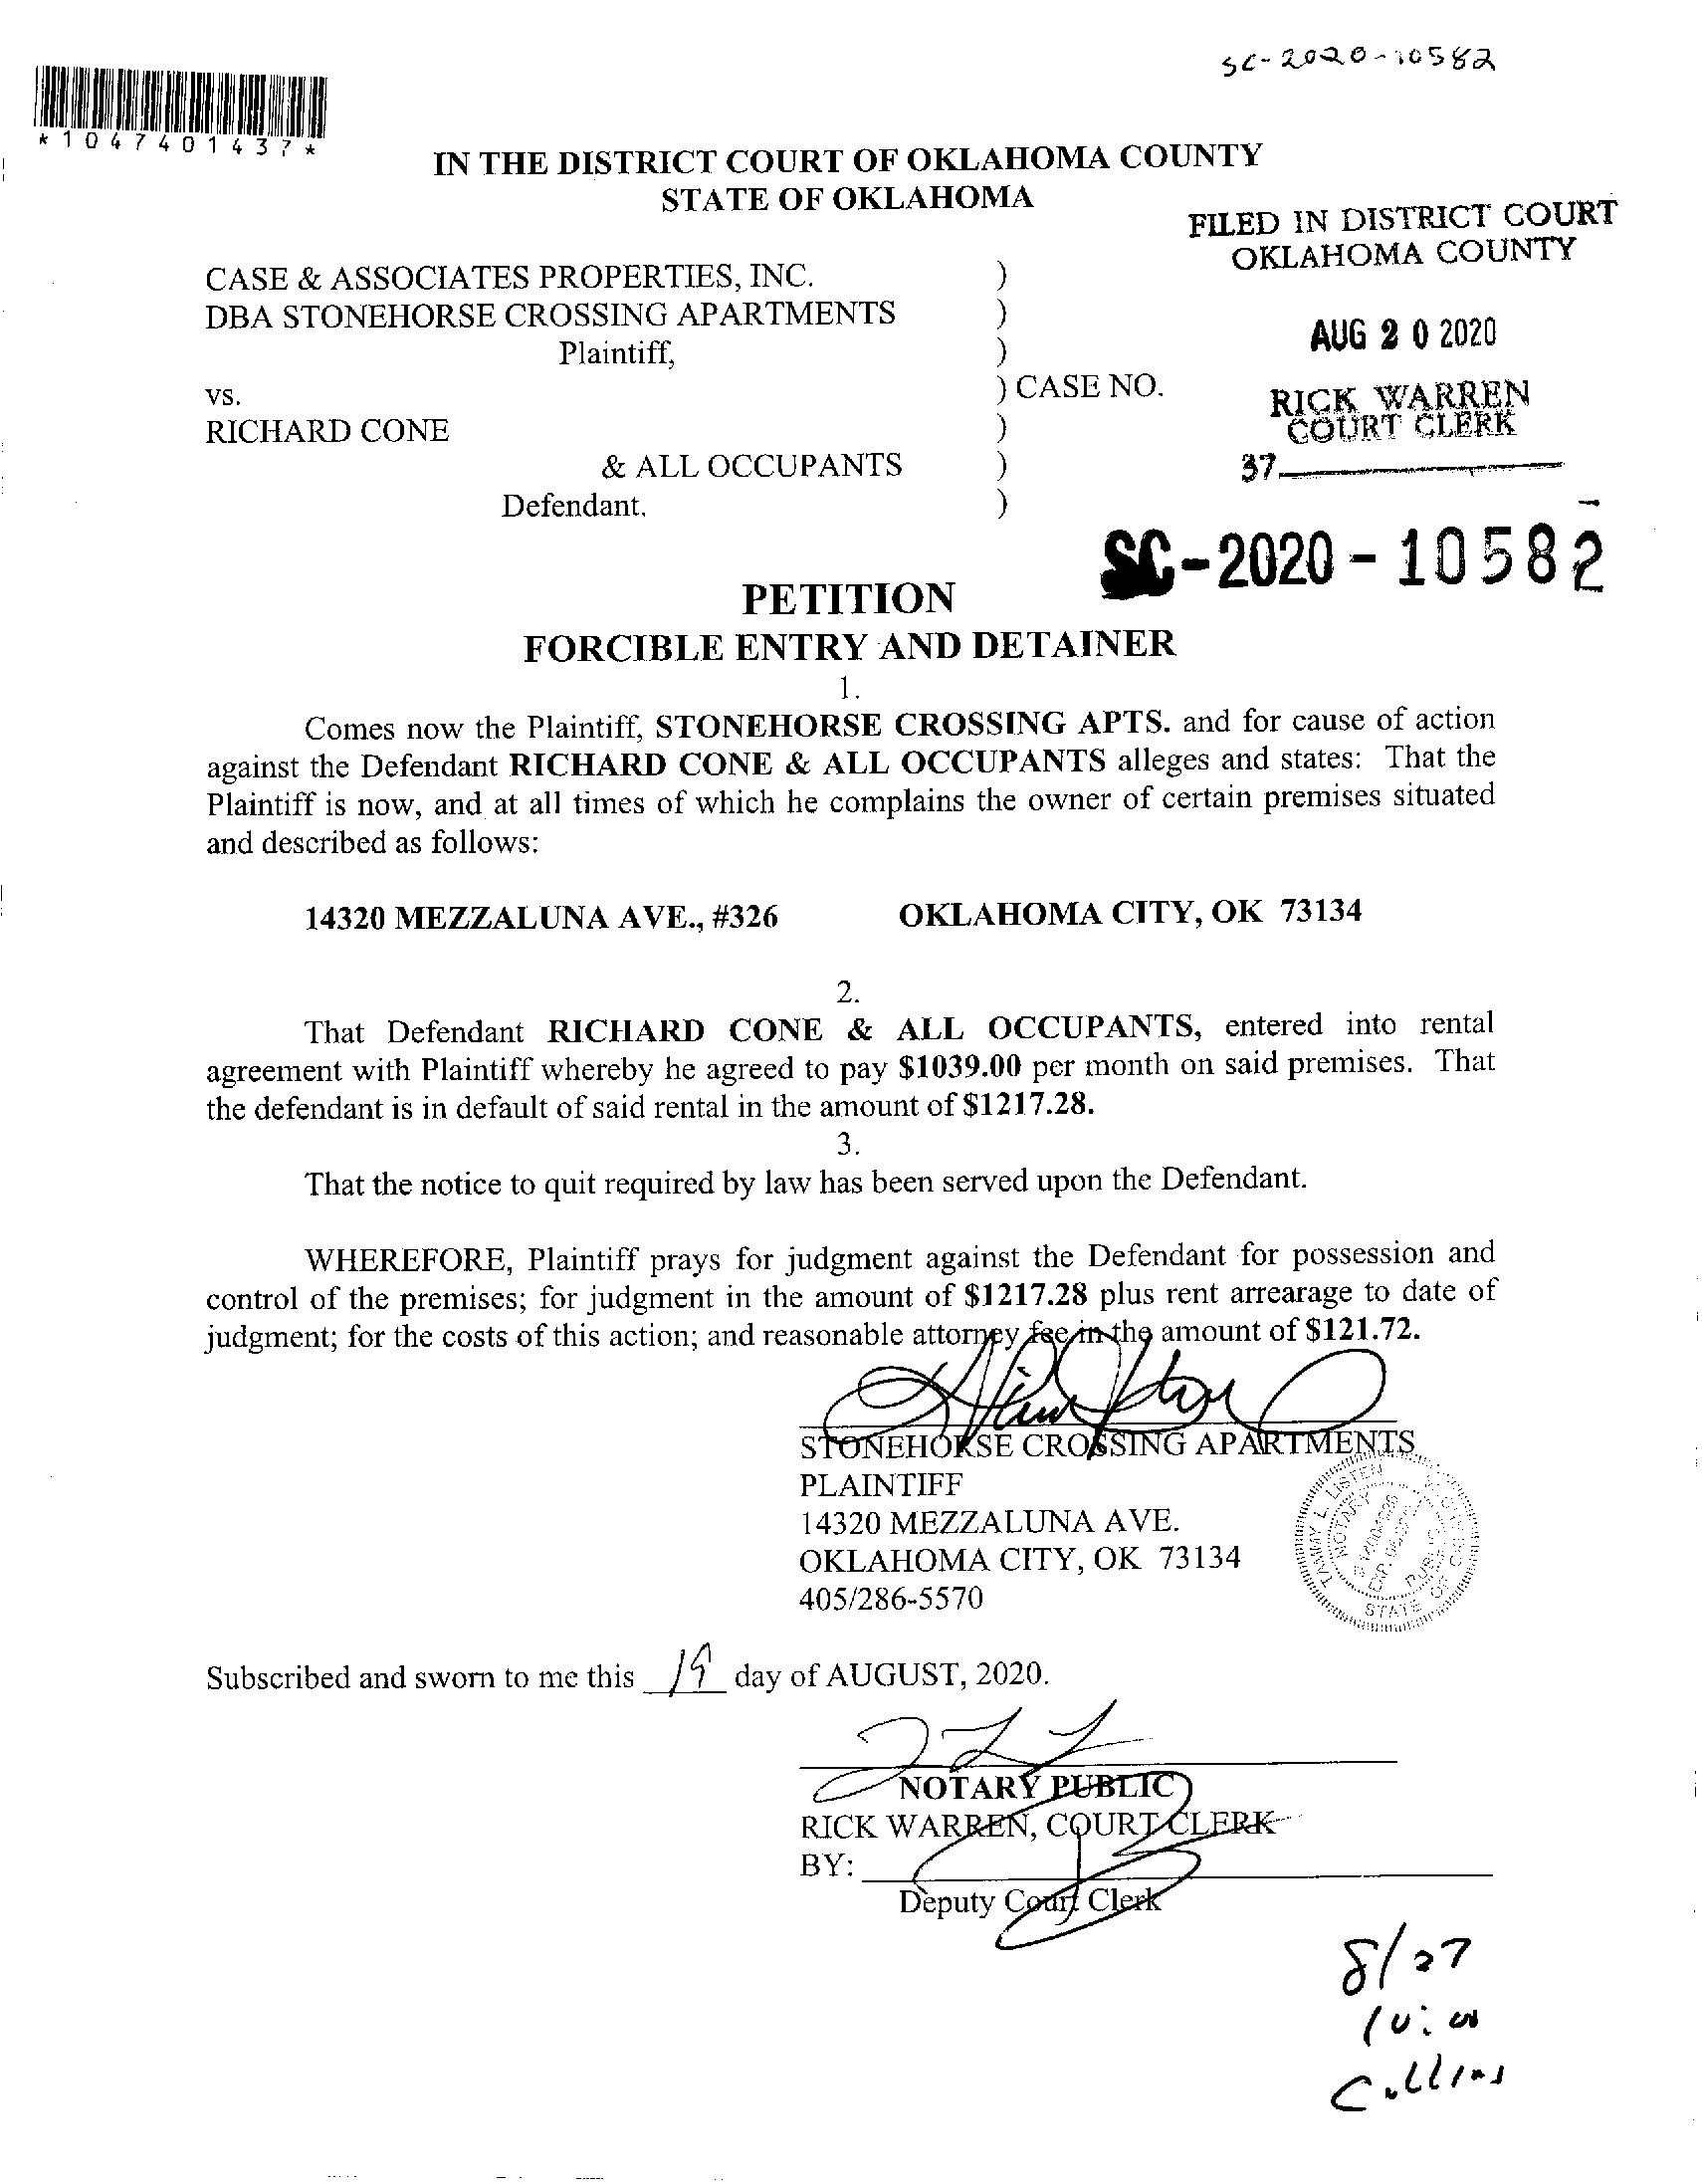 SC-2020-10582
*1047401437*
IN THE DISTRICT COURT OF OKLAHOMA COUNTY
STATE OF OKLAHOMA
FILED IN DISTRICT COURT
OKLAHOMA COUNTY
AUG 20 2020
RICK WARREN
COURT CLERK
37
CASE & ASSOCIATES PROPERTIES, INC. )
DBA STONEHORSE CROSSING APARTMENTS )
Plaintiff, )
vs. ) CASE NO.
RICHARD CONE )
& ALL OCCUPANTS )
Defendant. )
SC-2020-10582
PETITION
FORCIBLE ENTRY AND DETAINER
1.
Comes now the Plaintiff, STONEHORSE CROSSING APTS. and for cause of action
against the Defendant RICHARD CONE & ALL OCCUPANTS alleges and states: That the
Plaintiff is now, and at all times of which he complains the owner of certain premises situated
and described as follows:
14320 MEZZALUNA AVE., #326 OKLAHOMA CITY, OK 73134
2.
That Defendant RICHARD CONE & ALL OCCUPANTS, entered into rental
agreement with Plaintiff whereby he agreed to pay $1039.00 per month on said premises. That
the defendant is in default of said rental in the amount of $1217.28.
3.
That the notice to quit required by law has been served upon the Defendant.
WHEREFORE, Plaintiff prays for judgment against the Defendant for possession and
control of the premises; for judgment in the amount of $1217.28 plus rent arrearage to date of
judgment; for the costs of this action; and reasonable attorney fee in the amount of $121.72.
STONEHORSE CROSSING APARTMENTS
PLAINTIFF
14320 MEZZALUNA AVE.
OKLAHOMA CITY, OK 73134
405/286-5570
TAMMY L. LISTEN
NOTARY
PUBLIC
STATE OF
Subscribed and sworn to me this 19 day of AUGUST, 2020.
NOTARY PUBLIC
RICK WARREN, COURT CLERK
BY:
Deputy Court Clerk
8/27
10:00
Collins